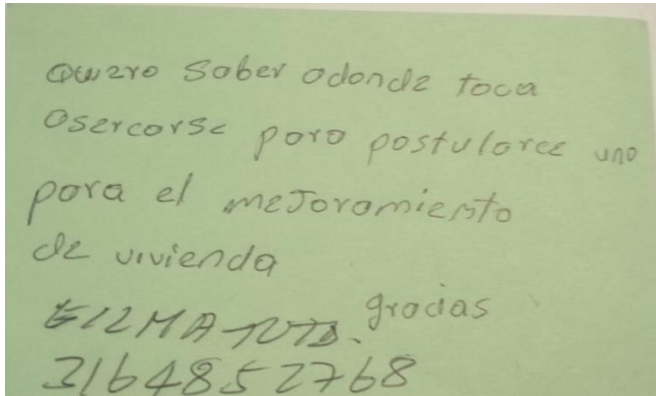 Quiero saber adonde toca
asercarse para postularce uno
para el mejoramiento
de vivienda
gracias
3164852768